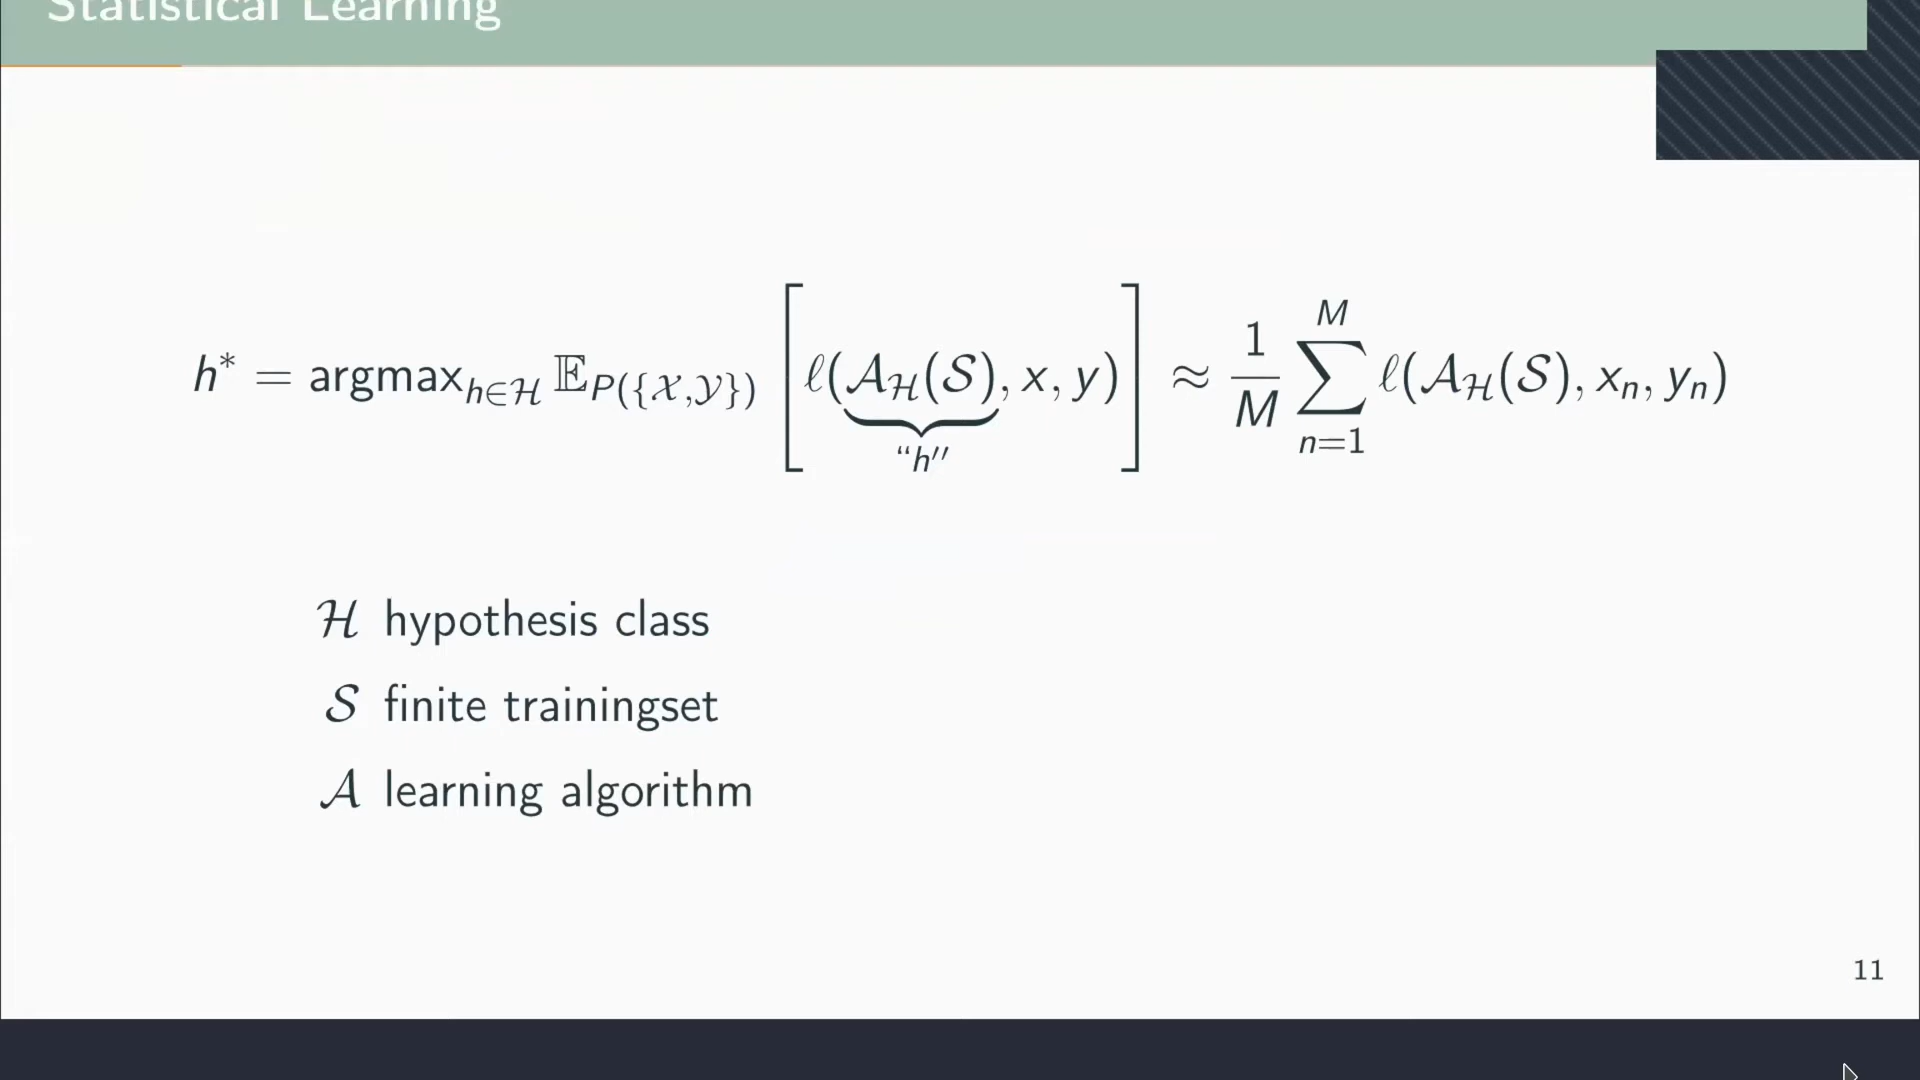 Statistical Learning
h* = argmax_{h∈ℋ} 𝔼_{P({𝒳,𝒴})} [ℓ(𝒜_ℋ(𝒮), x, y)] ≈ 1/M ∑_{n=1}^{M} ℓ(𝒜_ℋ(𝒮), x_n, y_n)
“h′′
ℋ hypothesis class
𝒮 finite trainingset
𝒜 learning algorithm
11